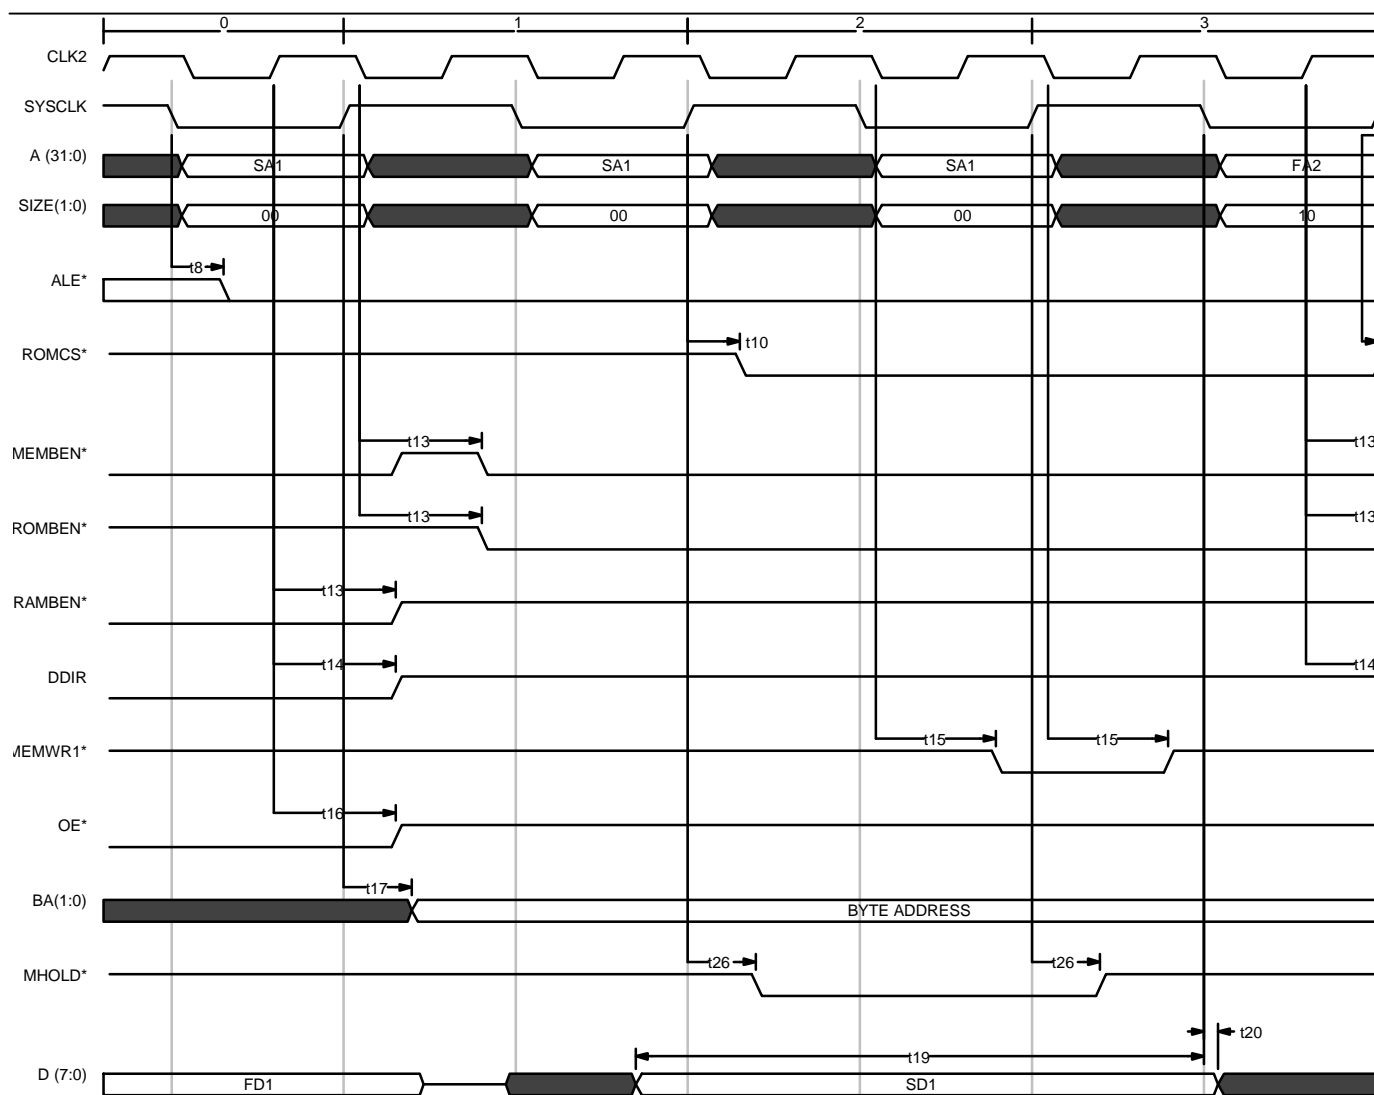 0 1 2 3
CLK2
SYSCLK
A (31:0) SA1 SA1 SA1 FA2
SIZE(1:0) 00 00 00 10
t8
ALE*
t10
ROMCS*
t13 t13
MEMBEN*
t13 t13
ROMBEN*
t13
RAMBEN*
t14 t14
DDIR
t15 t15
MEMWR1*
t16
OE*
t17
BA(1:0) BYTE ADDRESS
t26 t26
MHOLD*
t20
t19
D (7:0) FD1 SD1